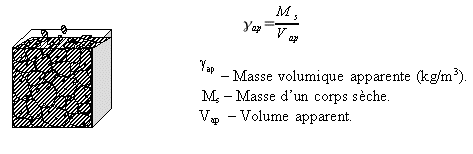 γap = Ms / Vap
γap – Masse volumique apparente (kg/m³).
Ms – Masse d'un corps sèche.
Vap – Volume apparent.